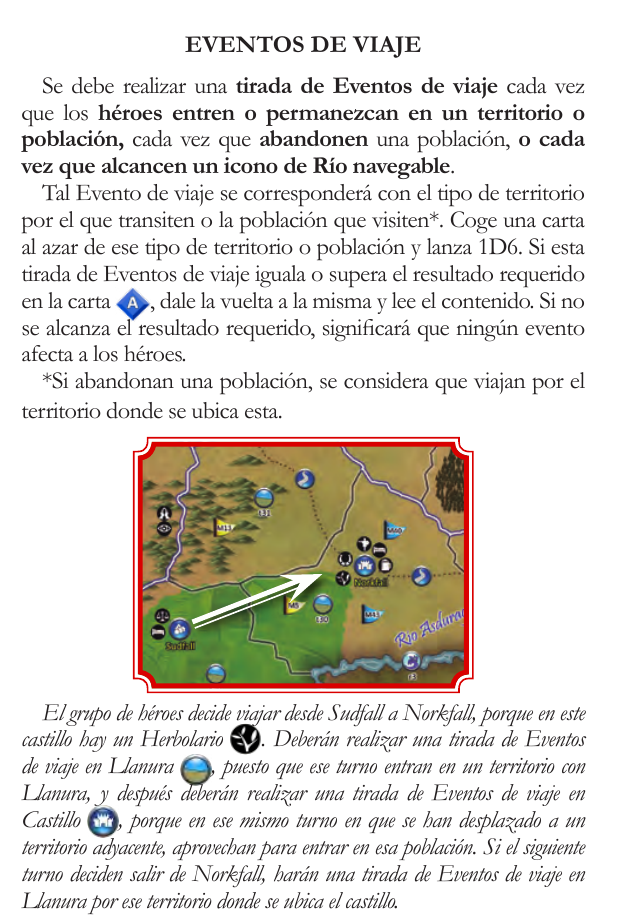 EVENTOS DE VIAJE
Se debe realizar una tirada de Eventos de viaje cada vez
que los héroes entren o permanezcan en un territorio o
población, cada vez que abandonen una población, o cada
vez que alcancen un icono de Río navegable.
Tal Evento de viaje se corresponderá con el tipo de territorio
por el que transiten o la población que visiten*. Coge una carta
al azar de ese tipo de territorio o población y lanza 1D6. Si esta
tirada de Eventos de viaje iguala o supera el resultado requerido
en la carta A, dale la vuelta a la misma y lee el contenido. Si no
se alcanza el resultado requerido, significará que ningún evento
afecta a los héroes.
*Si abandonan una población, se considera que viajan por el
territorio donde se ubica esta.
t31
M13
M40
Norkfall
M5
t30
M41
Sudfall
Río Asdura
r3
El grupo de héroes decide viajar desde Sudfall a Norkfall, porque en este
castillo hay un Herbolario . Deberán realizar una tirada de Eventos
de viaje en Llanura , puesto que ese turno entran en un territorio con
Llanura, y después deberán realizar una tirada de Eventos de viaje en
Castillo , porque en ese mismo turno en que se han desplazado a un
territorio adyacente, aprovechan para entrar en esa población. Si el siguiente
turno deciden salir de Norkfall, harán una tirada de Eventos de viaje en
Llanura por ese territorio donde se ubica el castillo.